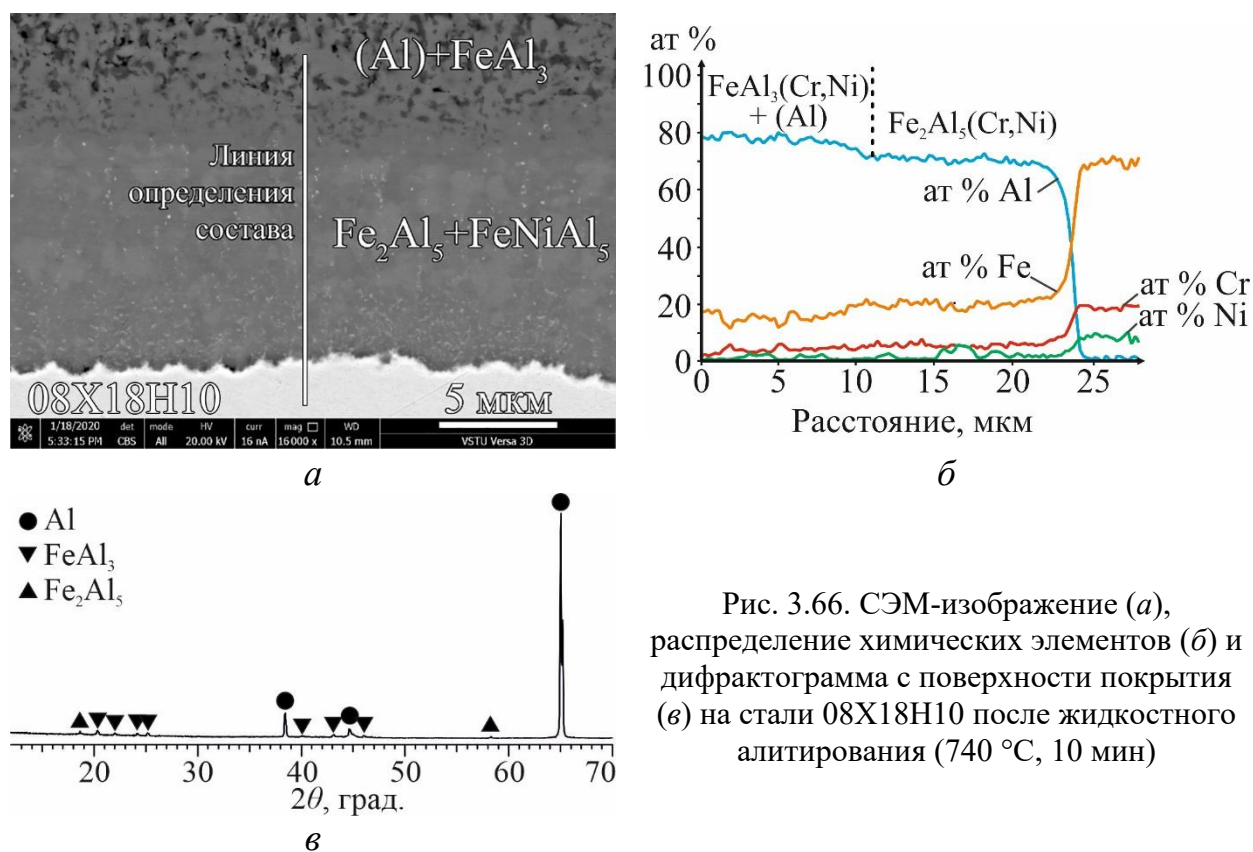 (Al)+FeAl₃
Линия
определения
состава
Fe₂Al₅+FeNiAl₅
08Х18Н10
5 мкм
1/18/2020 det mode HV curr mag WD
5:33:15 PM CBS All 20.00 kV 16 nA 16 000 x 10.5 mm VSTU Versa 3D
а
ат %
100
80
60
40
20
0
FeAl₃(Cr,Ni)
+ (Al)
Fe₂Al₅(Cr,Ni)
ат % Al
ат % Fe
ат % Cr
ат % Ni
0 5 10 15 20 25
Расстояние, мкм
б
● Al
▼ FeAl₃
▲ Fe₂Al₅
20 30 40 50 60 70
2θ, град.
в
Рис. 3.66. СЭМ-изображение (а),
распределение химических элементов (б) и
дифрактограмма с поверхности покрытия
(в) на стали 08Х18Н10 после жидкостного
алитирования (740 °С, 10 мин)